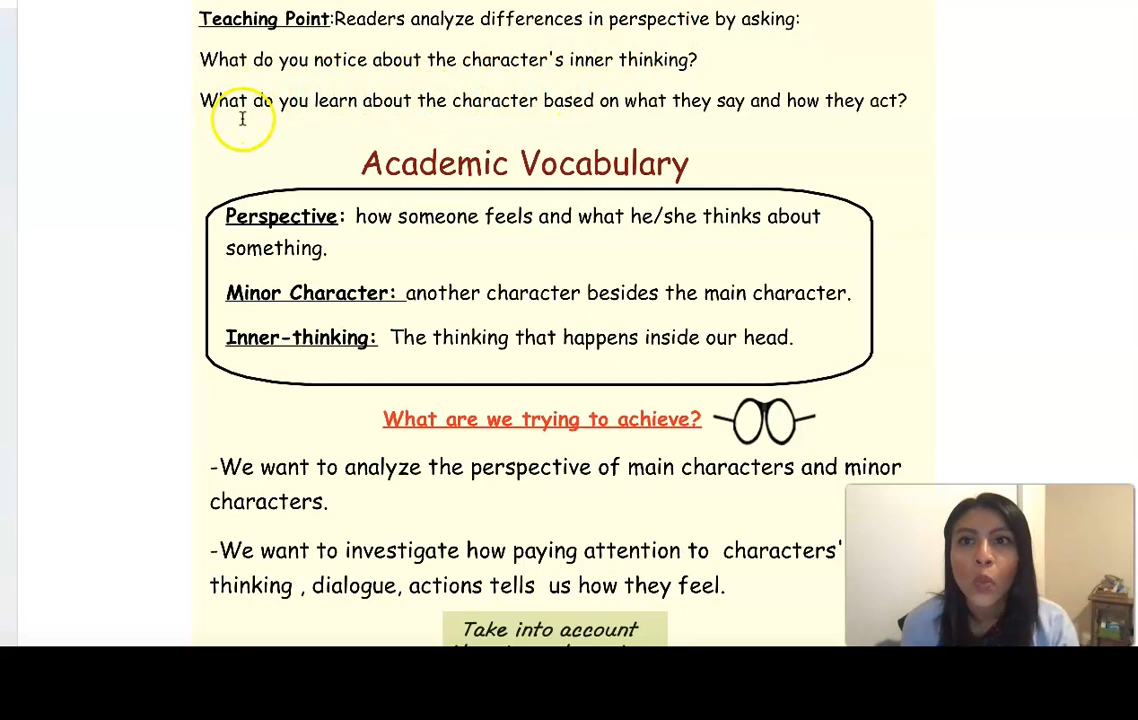 Teaching Point:Readers analyze differences in perspective by asking:
What do you notice about the character's inner thinking?
What do you learn about the character based on what they say and how they act?
Academic Vocabulary
Perspective: how someone feels and what he/she thinks about
something.
Minor Character: another character besides the main character.
Inner-thinking: The thinking that happens inside our head.
What are we trying to achieve?
-We want to analyze the perspective of main characters and minor
characters.
-We want to investigate how paying attention to characters'
thinking , dialogue, actions tells us how they feel.
Take into account